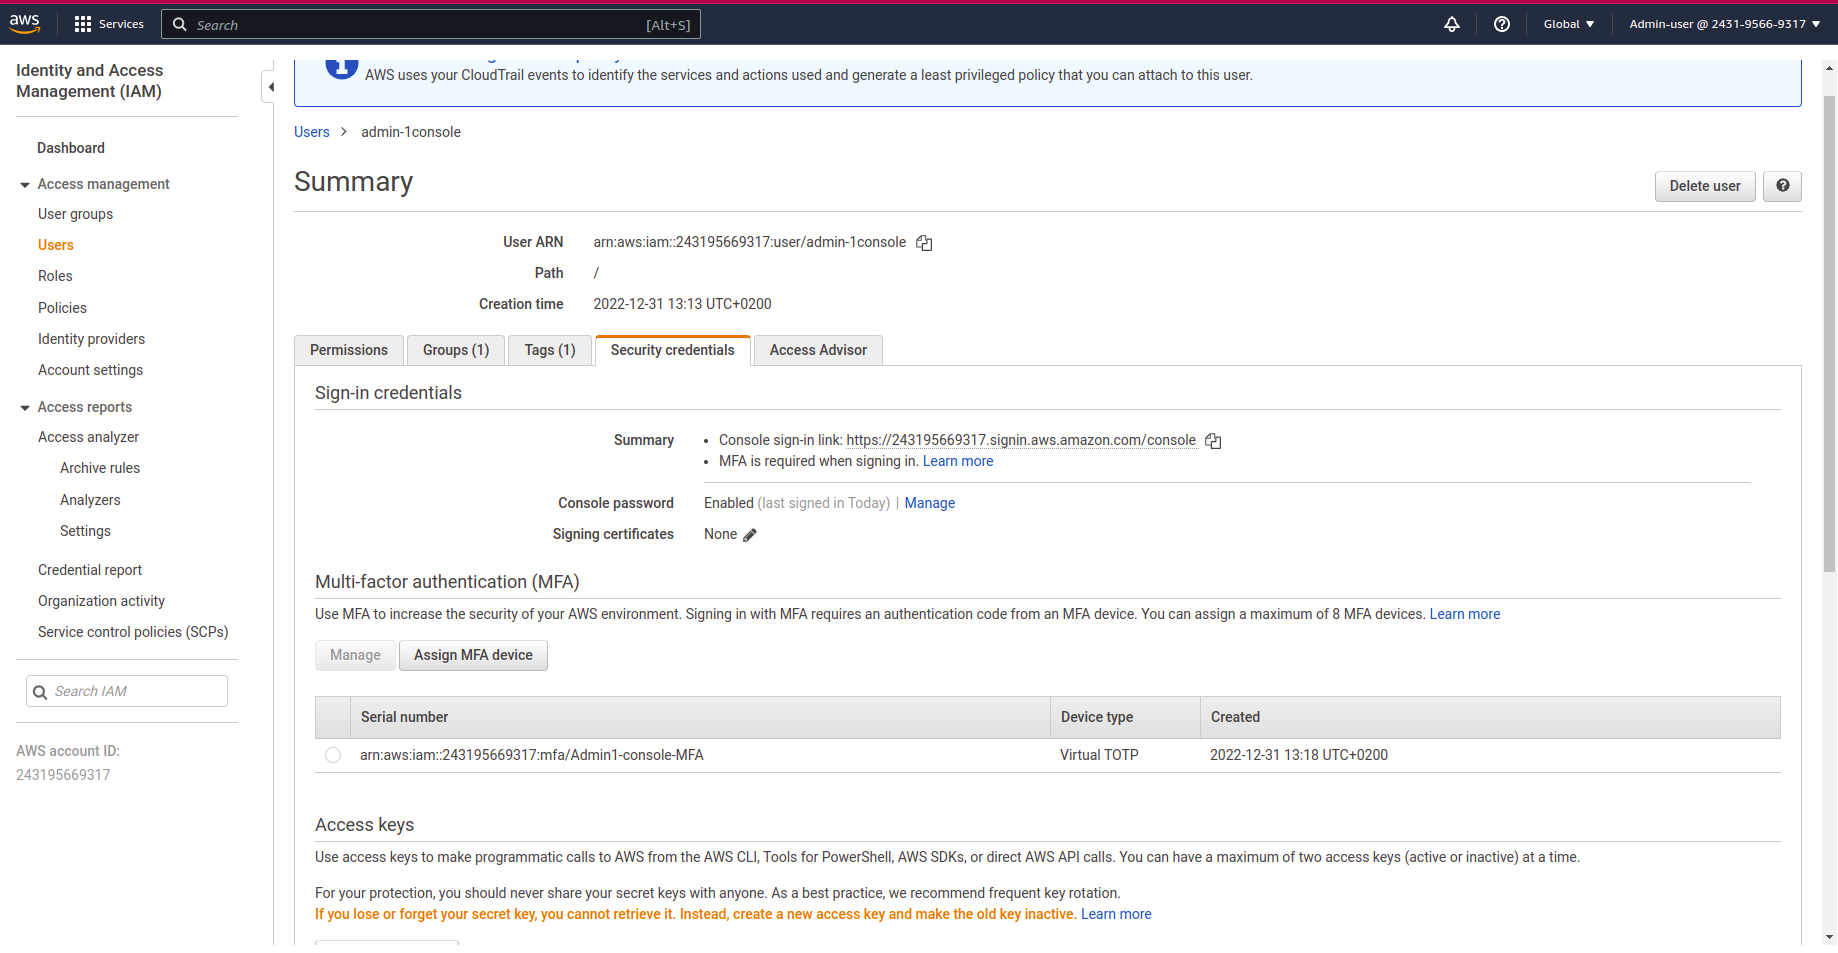 aws
Services
Search [Alt+S]
Global
Admin-user @ 2431-9566-9317
Identity and Access
Management (IAM)
Dashboard
Access management
User groups
Users
Roles
Policies
Identity providers
Account settings
Access reports
Access analyzer
Archive rules
Analyzers
Settings
Credential report
Organization activity
Service control policies (SCPs)
Search IAM
AWS account ID:
243195669317
AWS uses your CloudTrail events to identify the services and actions used and generate a least privileged policy that you can attach to this user.
Users > admin-1console
Summary
Delete user
User ARN arn:aws:iam::243195669317:user/admin-1console
Path /
Creation time 2022-12-31 13:13 UTC+0200
Permissions
Groups (1)
Tags (1)
Security credentials
Access Advisor
Sign-in credentials
Summary • Console sign-in link: https://243195669317.signin.aws.amazon.com/console
• MFA is required when signing in. Learn more
Console password Enabled (last signed in Today) | Manage
Signing certificates None
Multi-factor authentication (MFA)
Use MFA to increase the security of your AWS environment. Signing in with MFA requires an authentication code from an MFA device. You can assign a maximum of 8 MFA devices. Learn more
Manage
Assign MFA device
Serial number Device type Created
arn:aws:iam::243195669317:mfa/Admin1-console-MFA Virtual TOTP 2022-12-31 13:18 UTC+0200
Access keys
Use access keys to make programmatic calls to AWS from the AWS CLI, Tools for PowerShell, AWS SDKs, or direct AWS API calls. You can have a maximum of two access keys (active or inactive) at a time.
For your protection, you should never share your secret keys with anyone. As a best practice, we recommend frequent key rotation.
If you lose or forget your secret key, you cannot retrieve it. Instead, create a new access key and make the old key inactive. Learn more